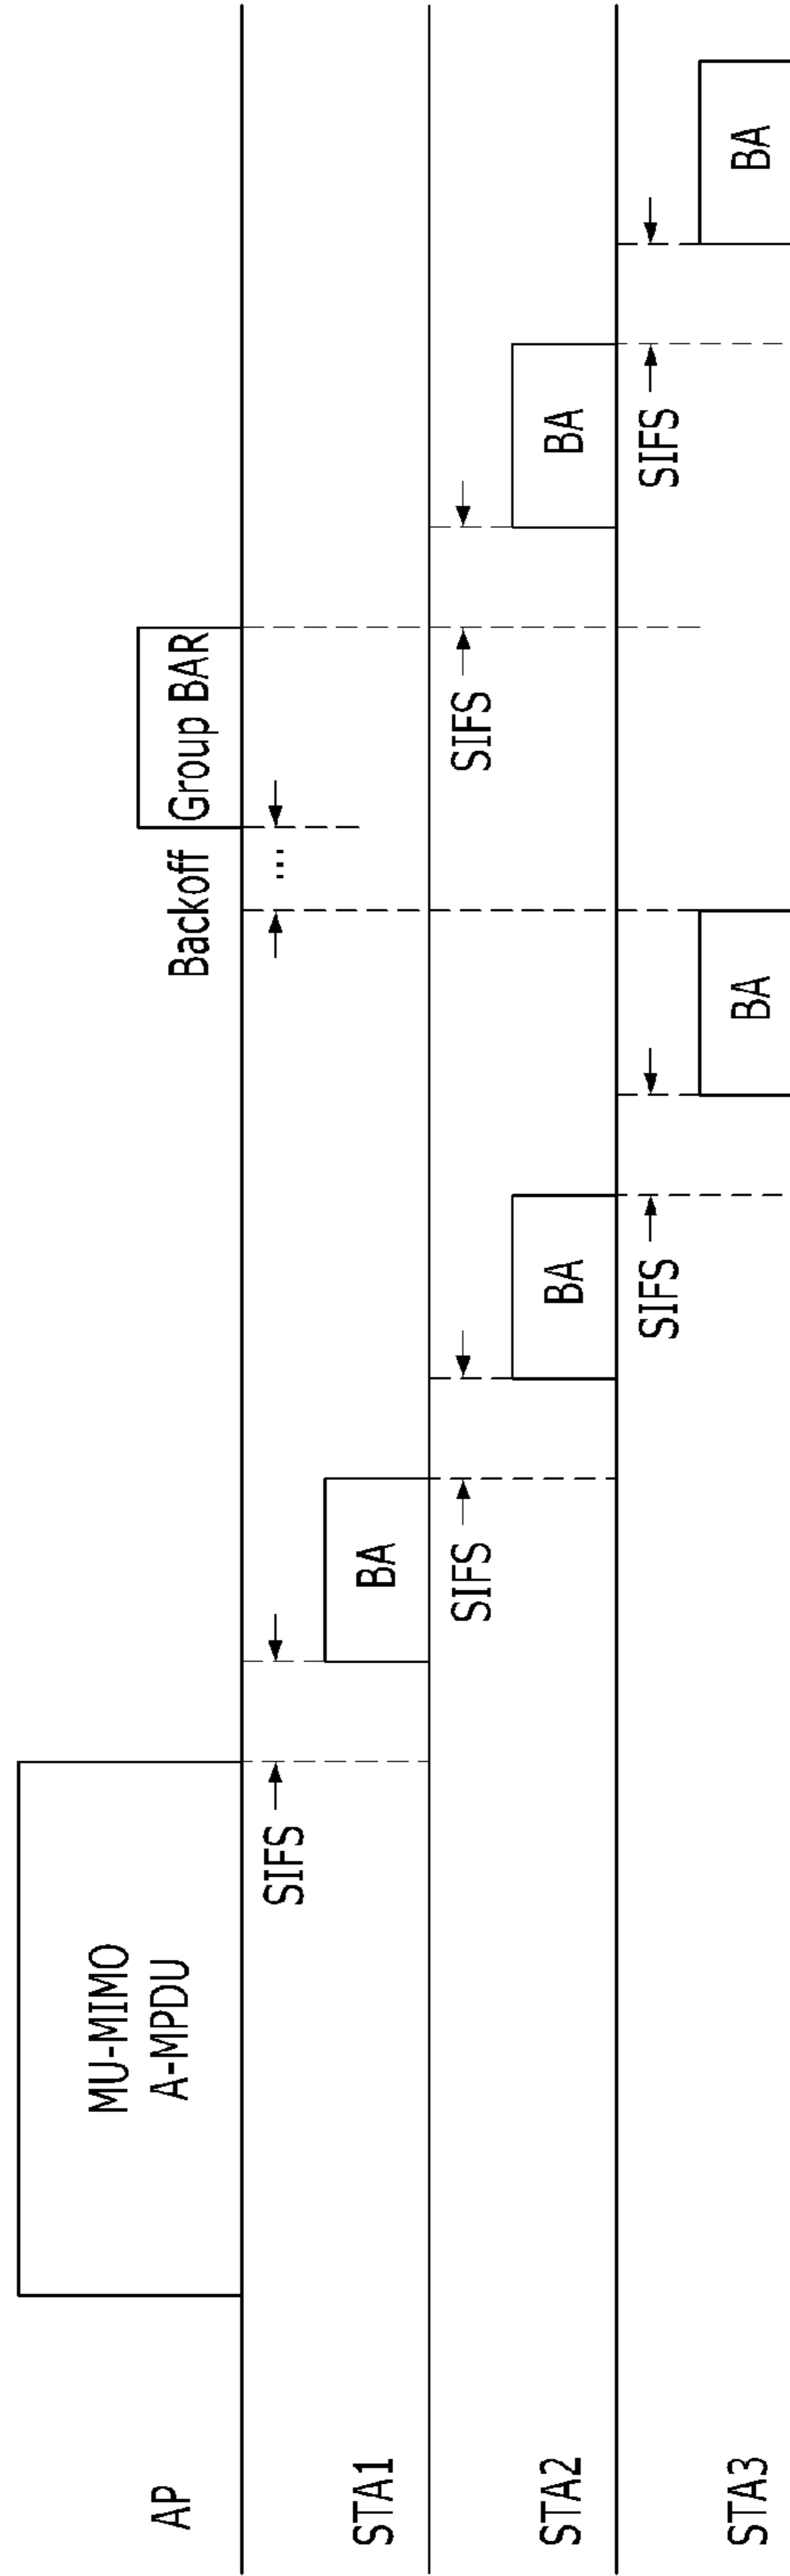 AP
MU-MIMO
A-MPDU
Backoff
Group BAR
SIFS
...
STA1
BA
SIFS
SIFS
STA2
BA
BA
SIFS
SIFS
STA3
BA
BA